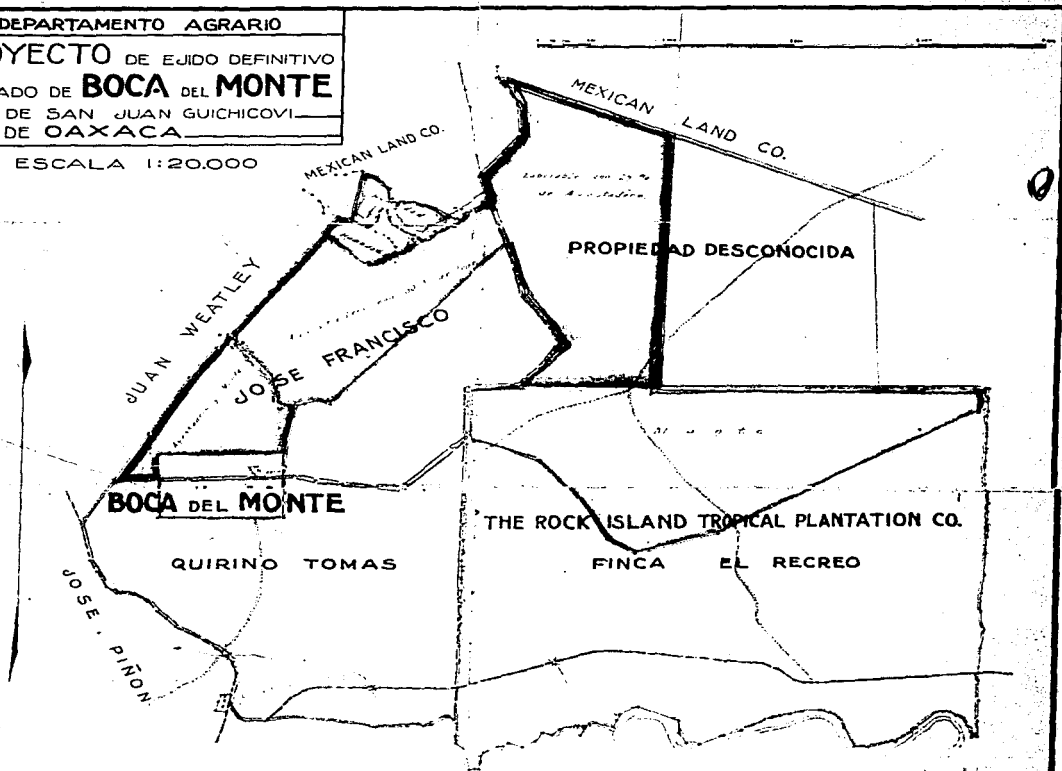 DEPARTAMENTO AGRARIO
OYECTO DE EJIDO DEFINITIVO
ADO DE BOCA DEL MONTE
DE SAN JUAN GUICHICOVI
DE OAXACA
ESCALA 1:20.000
MEXICAN LAND CO.
MEXICAN LAND CO.
PROPIEDAD DESCONOCIDA
JUAN WEATLEY
JOSE FRANCISCO
Monte
BOCA DEL MONTE
THE ROCK ISLAND TROPICAL PLANTATION CO.
QUIRINO TOMAS
FINCA EL RECREO
JOSE PIÑON